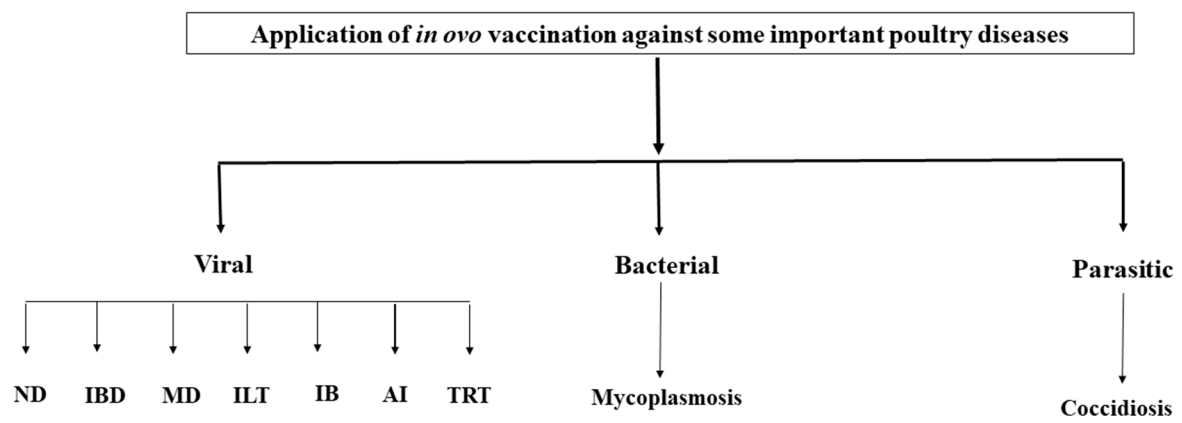 Application of in ovo vaccination against some important poultry diseases
Viral
Bacterial
Parasitic
ND
IBD
MD
ILT
IB
AI
TRT
Mycoplasmosis
Coccidiosis